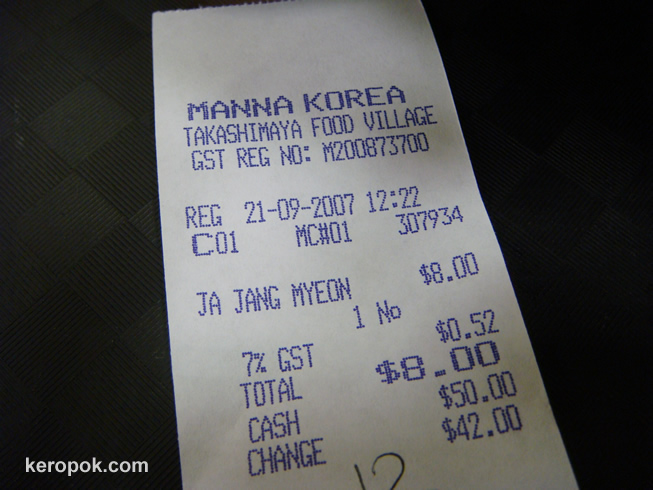 MANNA KOREA
TAKASHIMAYA FOOD VILLAGE
GST REG NO: M200873700
REG 21-09-2007 12:22
C01 MC#01 307934
JA JANG MYEON $8.00
1 No
7% GST $0.52
TOTAL $8.00
CASH $50.00
CHANGE $42.00
12
keropok.com